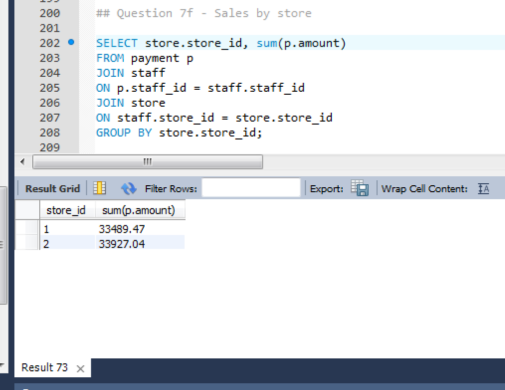 200 ## Question 7f - Sales by store
201
202 SELECT store.store_id, sum(p.amount)
203 FROM payment p
204 JOIN staff
205 ON p.staff_id = staff.staff_id
206 JOIN store
207 ON staff.store_id = store.store_id
208 GROUP BY store.store_id;
209
Result Grid Filter Rows: Export: Wrap Cell Content: IA
store_id sum(p.amount)
1 33489.47
2 33927.04
Result 73 ×